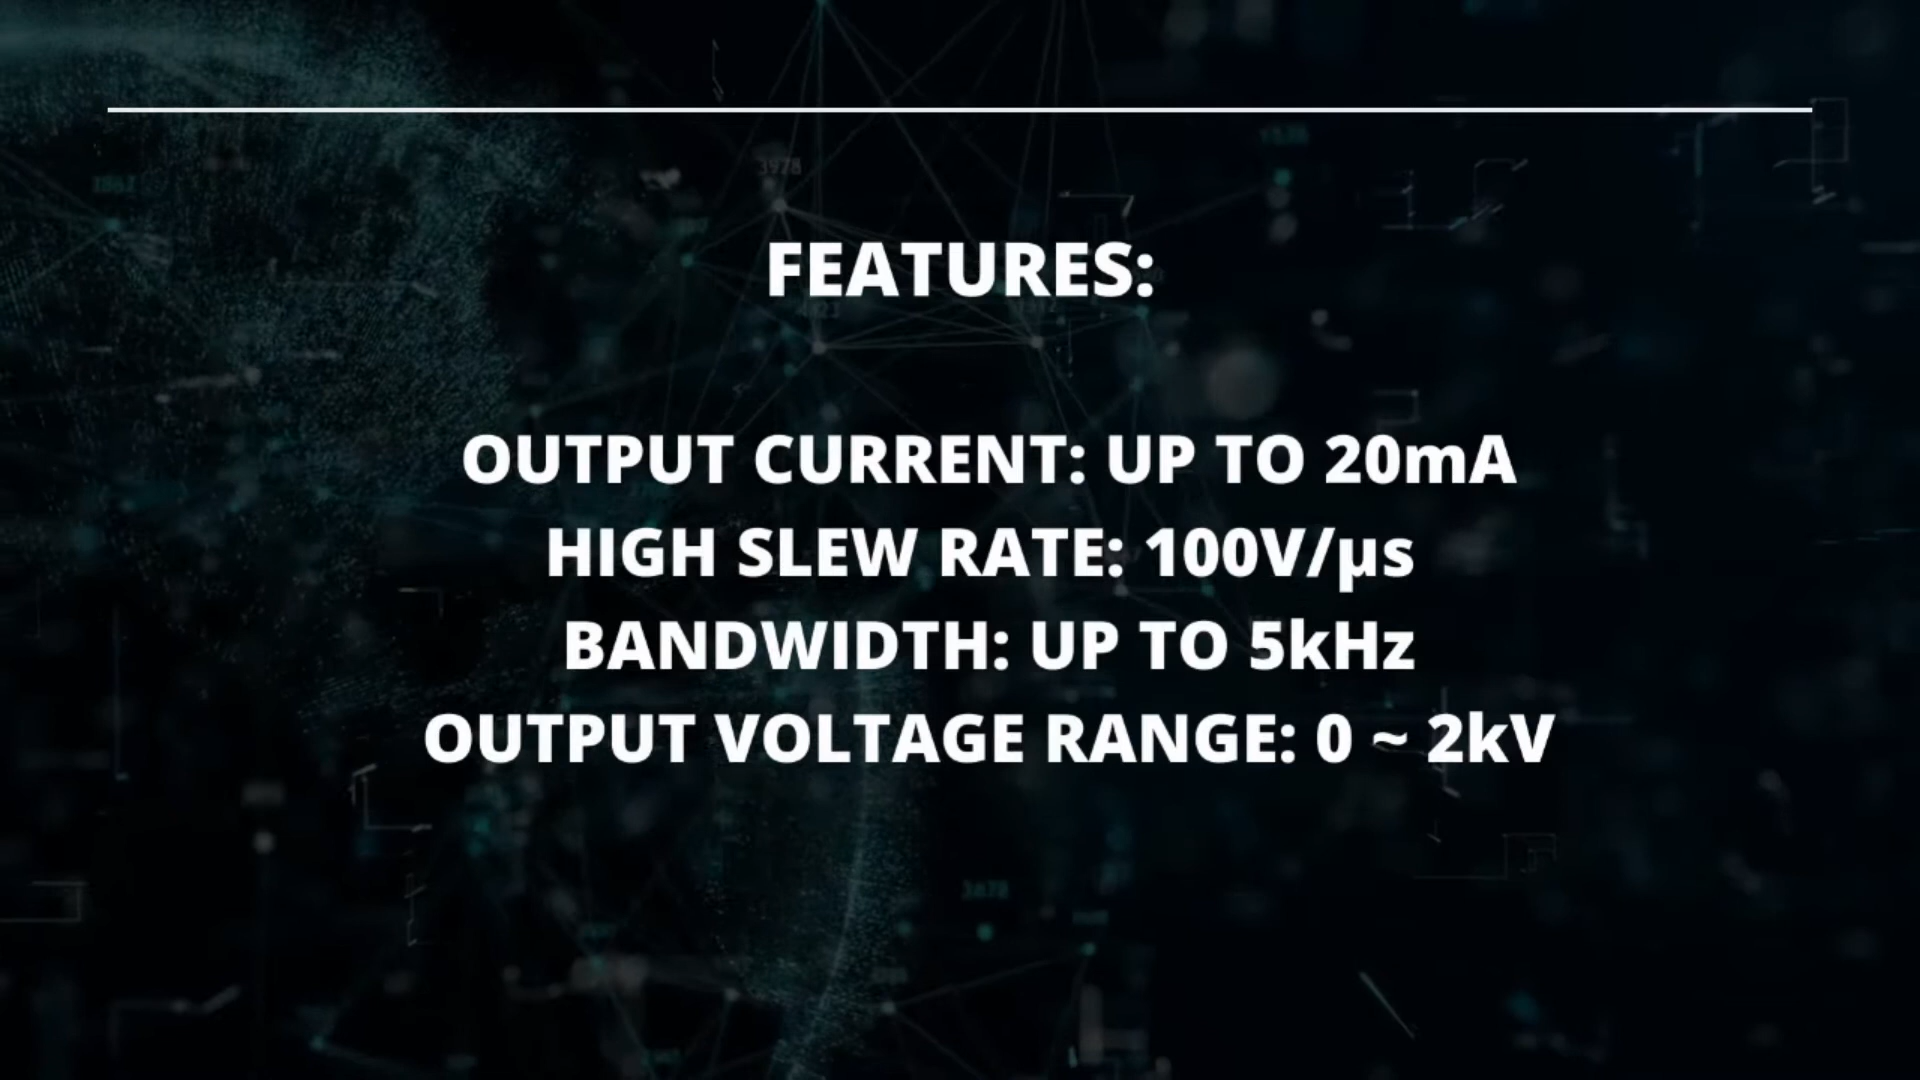 FEATURES:
OUTPUT CURRENT: UP TO 20mA
HIGH SLEW RATE: 100V/μs
BANDWIDTH: UP TO 5kHz
OUTPUT VOLTAGE RANGE: 0 ~ 2kV